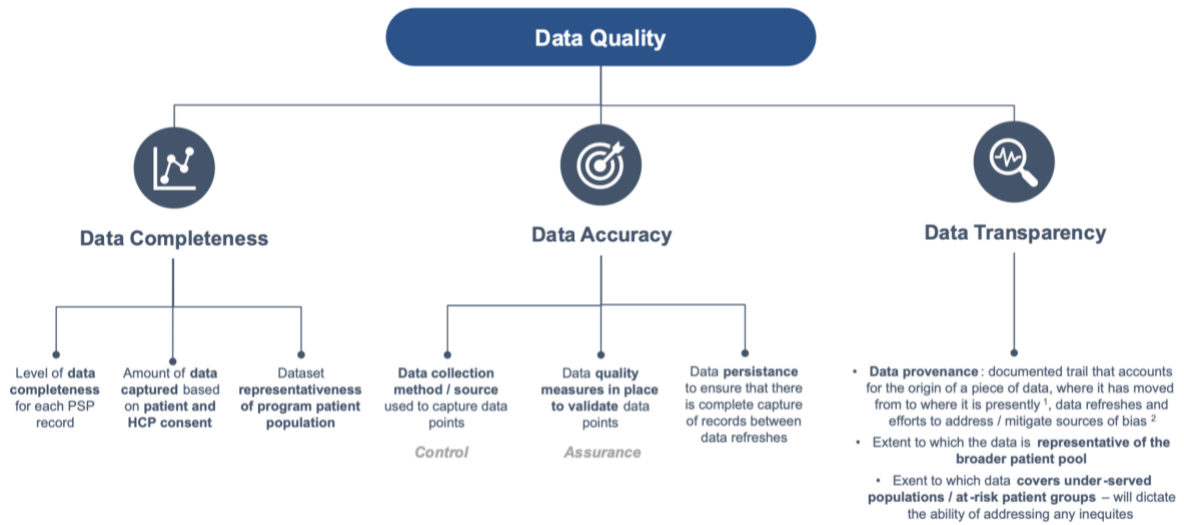 Data Quality
Data Completeness
Data Accuracy
Data Transparency
Level of data
completeness
for each PSP
record
Amount of data
captured based
on patient and
HCP consent
Dataset
representativeness
of program patient
population
Data collection
method / source
used to capture data
points
Control
Data quality
measures in place
to validate data
points
Assurance
Data persistance
to ensure that there
is complete capture
of records between
data refreshes
• Data provenance : documented trail that accounts
for the origin of a piece of data, where it has moved
from to where it is presently ¹, data refreshes and
efforts to address / mitigate sources of bias ²
• Extent to which the data is representative of the
broader patient pool
• Exent to which data covers under-served
populations / at-risk patient groups – will dictate
the ability of addressing any inequites